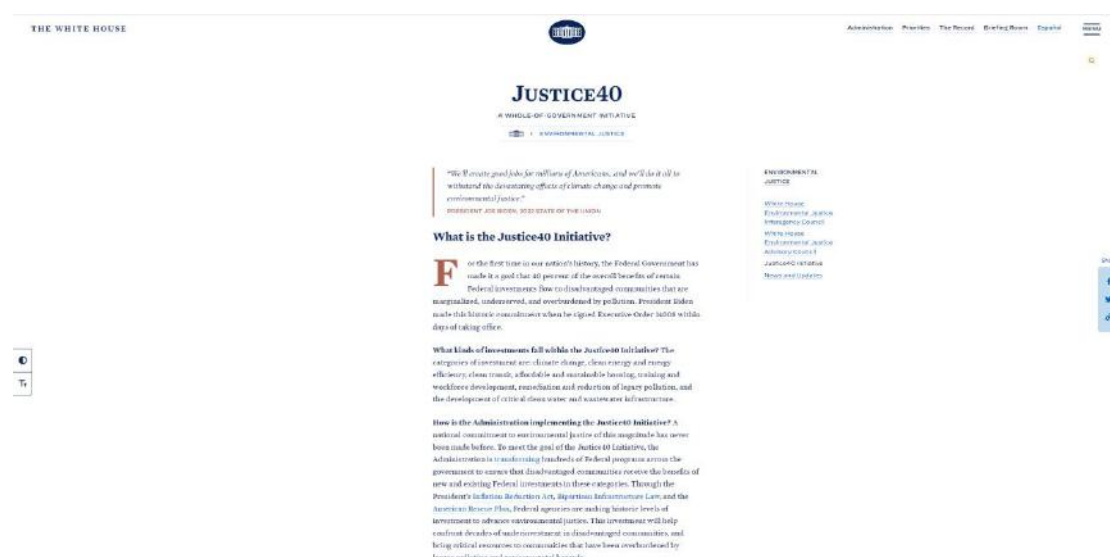 THE WHITE HOUSE
Administration Priorities The Record Briefing Room Español MENU
JUSTICE40
A WHOLE-OF-GOVERNMENT INITIATIVE
ENVIRONMENTAL JUSTICE
"We'll create good jobs for millions of Americans, and we'll do it all to
withstand the devastating effects of climate change and promote
environmental justice."
PRESIDENT JOE BIDEN, 2022 STATE OF THE UNION
What is the Justice40 Initiative?
For the first time in our nation's history, the Federal Government has
made it a goal that 40 percent of the overall benefits of certain
Federal investments flow to disadvantaged communities that are
marginalized, underserved, and overburdened by pollution. President Biden
made this historic commitment when he signed Executive Order 14008 within
days of taking office.
What kinds of investments fall within the Justice40 Initiative? The
categories of investment are: climate change, clean energy and energy
efficiency, clean transit, affordable and sustainable housing, training and
workforce development, remediation and reduction of legacy pollution, and
the development of critical clean water and wastewater infrastructure.
How is the Administration implementing the Justice40 Initiative? A
national commitment to environmental justice of this magnitude has never
been made before. To meet the goal of the Justice40 Initiative, the
Administration is transforming hundreds of Federal programs across the
government to ensure that disadvantaged communities receive the benefits of
new and existing Federal investments in these categories. Through the
President's Inflation Reduction Act, Bipartisan Infrastructure Law, and the
American Rescue Plan, Federal agencies are making historic levels of
investment to advance environmental justice. This investment will help
confront decades of underinvestment in disadvantaged communities, and
bring critical resources to communities that have been overburdened by
ENVIRONMENTAL
JUSTICE
White House
Environmental Justice
Interagency Council
White House
Environmental Justice
Advisory Council
Justice40 Initiative
News and Updates
Tt